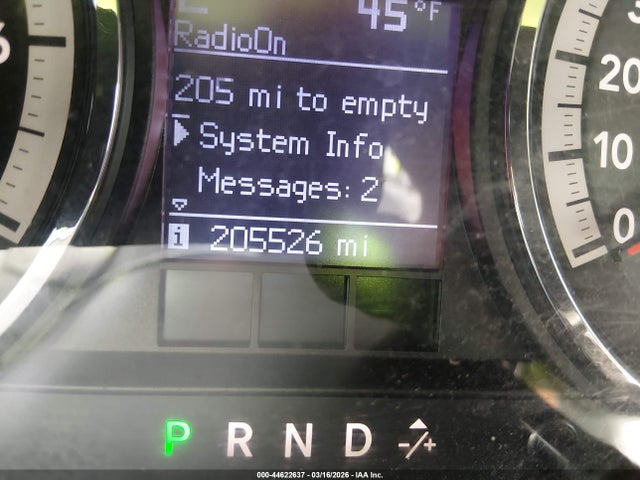 45°F
RadioOn
205 mi to empty
System Info
Messages: 2
i 205526 mi
6
20
10
0
P R N D -/+
000-44622637 - 03/16/2026 - IAA Inc.